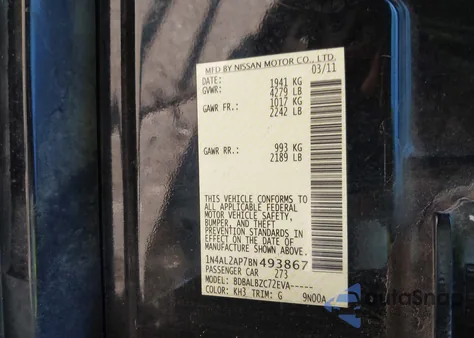 MFD BY NISSAN MOTOR CO., LTD.
DATE: 03/11
GVWR: 1941 KG
4279 LB
GAWR FR: 1017 KG
2242 LB
GAWR RR: 993 KG
2189 LB
THIS VEHICLE CONFORMS TO
ALL APPLICABLE FEDERAL
MOTOR VEHICLE SAFETY,
BUMPER, AND THEFT
PREVENTION STANDARDS IN
EFFECT ON THE DATE OF
MANUFACTURE SHOWN ABOVE.
1N4AL2AP7BN493867
PASSENGER CAR 273
MODEL: BDBALBZC72EVA-----
COLOR: KH3 TRIM: G 9N00A
AutoSnap